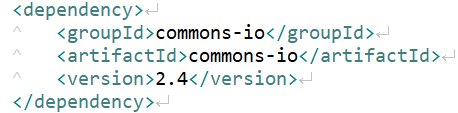 <dependency>
    <groupId>commons-io</groupId>
    <artifactId>commons-io</artifactId>
    <version>2.4</version>
</dependency>